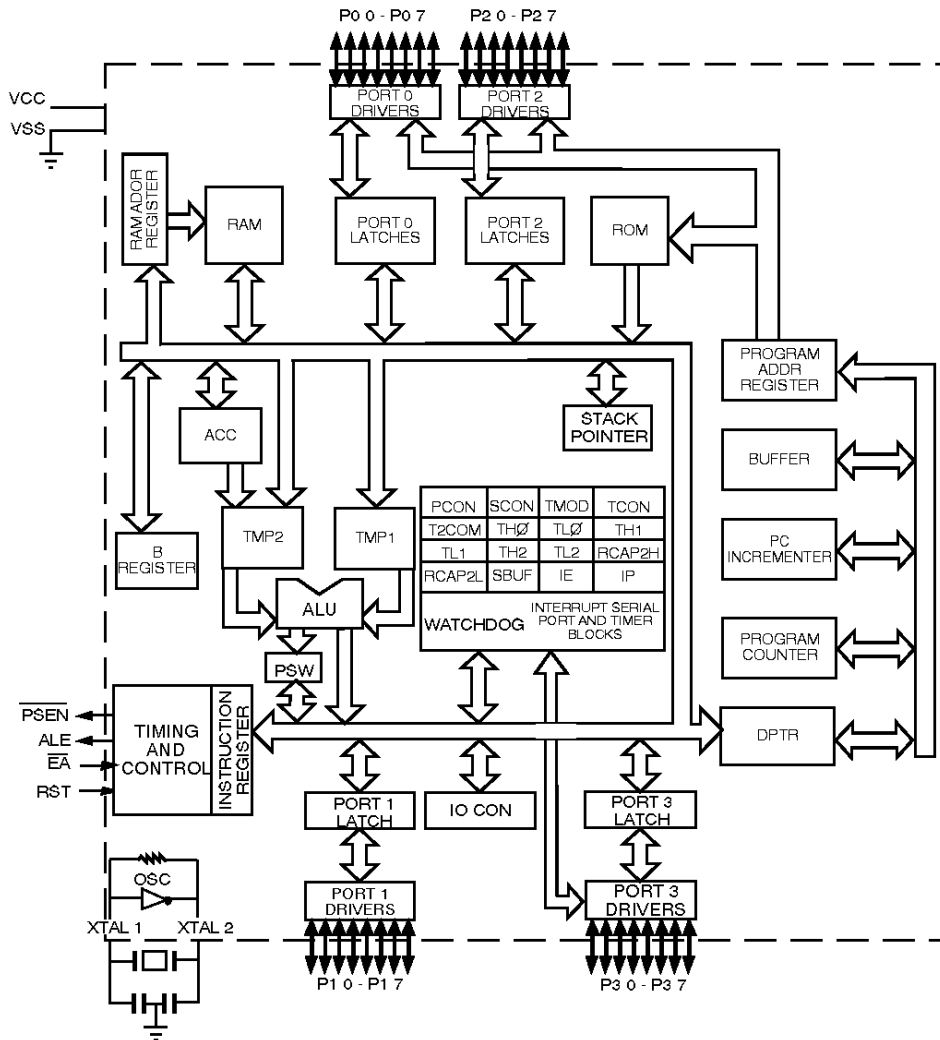 P0 0 - P0 7
P2 0 - P2 7
VCC
VSS
PORT 0
DRIVERS
PORT 2
DRIVERS
RAM ADDR
REGISTER
RAM
PORT 0
LATCHES
PORT 2
LATCHES
ROM
PROGRAM
ADDR
REGISTER
STACK
POINTER
ACC
BUFFER
B
REGISTER
TMP2
TMP1
PCON SCON TMOD TCON
T2COM THØ TLØ TH1
TL1 TH2 TL2 RCAP2H
RCAP2L SBUF IE IP
WATCHDOG
INTERRUPT SERIAL
PORT AND TIMER
BLOCKS
PC
INCREMENTER
ALU
PSW
PROGRAM
COUNTER
PSEN
ALE
EA
RST
TIMING
AND
CONTROL
INSTRUCTION
REGISTER
DPTR
PORT 1
LATCH
IO CON
PORT 3
LATCH
OSC
XTAL 1
XTAL 2
PORT 1
DRIVERS
PORT 3
DRIVERS
P1 0 - P1 7
P3 0 - P3 7